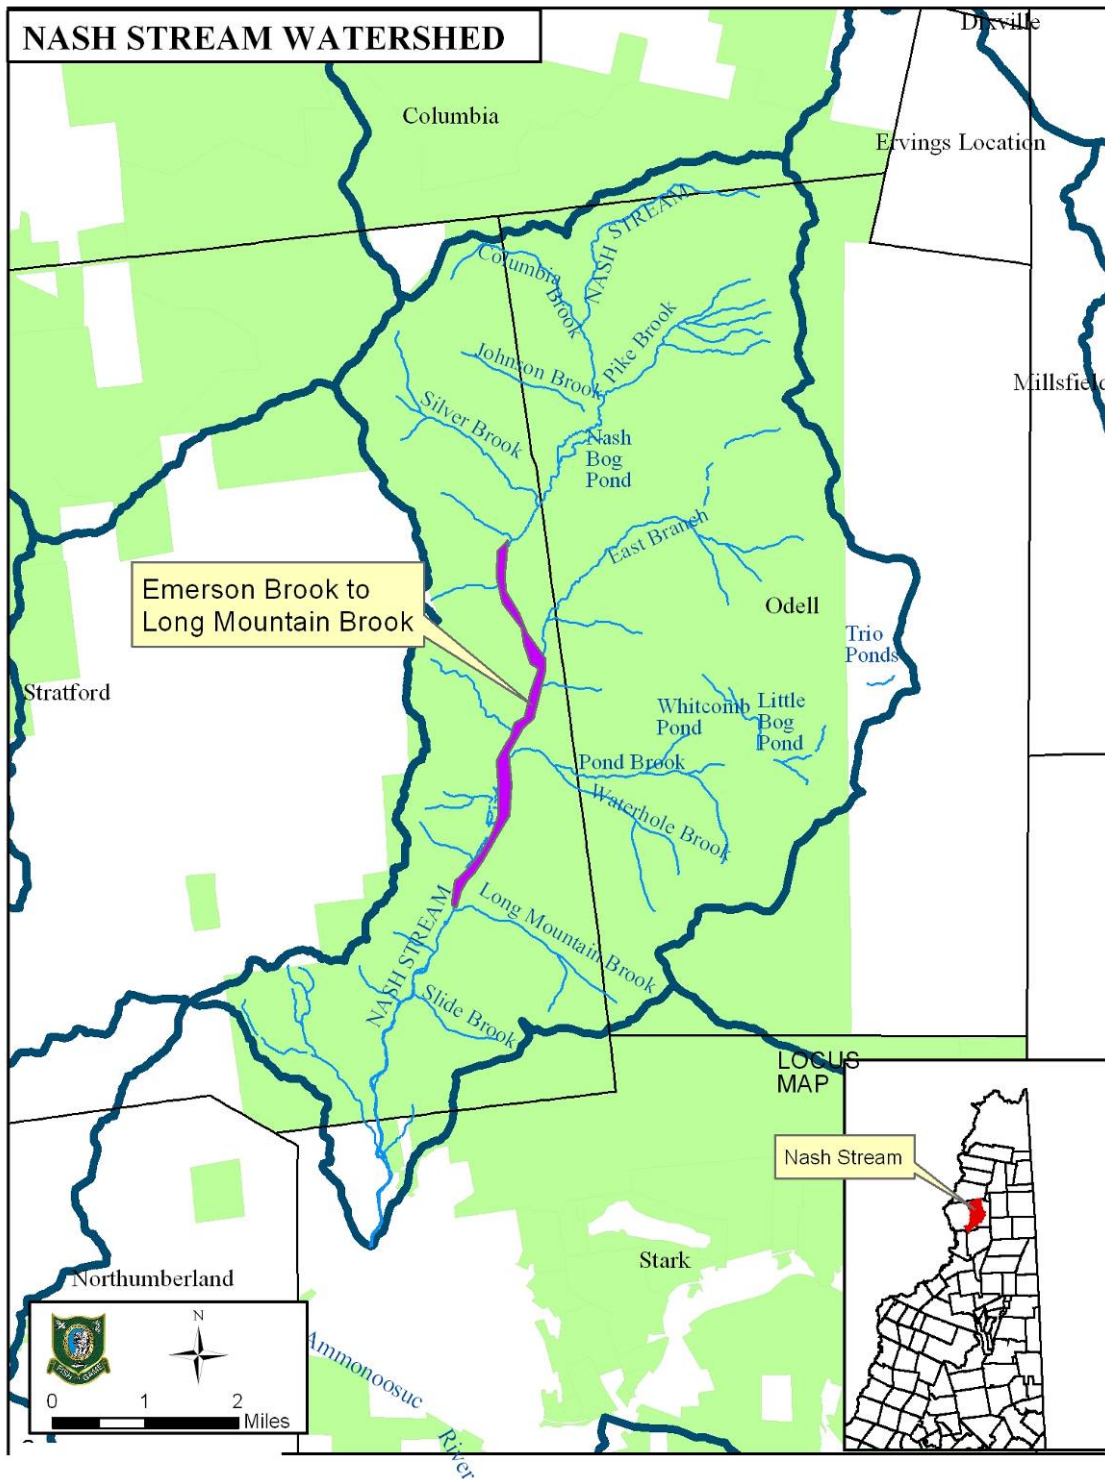 NASH STREAM WATERSHED
Dixville
Columbia
Ervings Location
NASH STREAM
Columbia
Brook
Pike Brook
Johnson Brook
Millsfield
Silver Brook
Nash
Bog
Pond
East Branch
Emerson Brook to
Long Mountain Brook
Odell
Trio
Ponds
Stratford
Whitcomb
Pond
Little
Bog
Pond
Pond Brook
Waterhole Brook
Long Mountain Brook
NASH STREAM
Slide Brook
LOCUS
MAP
Nash Stream
Stark
Northumberland
N
FISH
GAME
0 1 2
Miles
Ammonoosuc
River